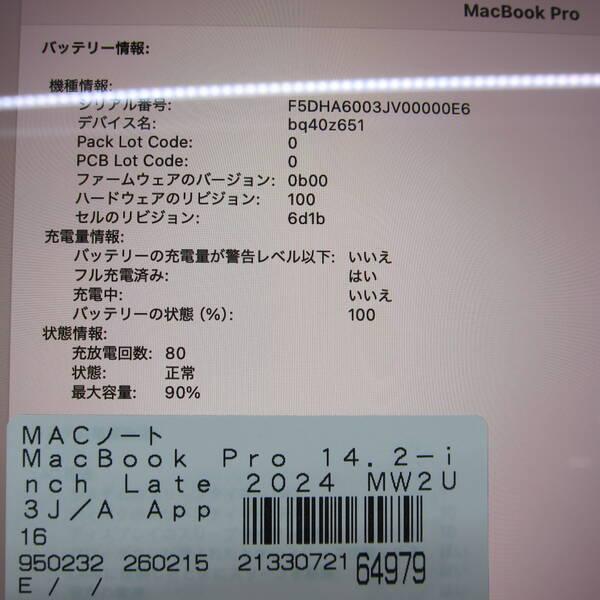 MacBook Pro
バッテリー情報:
機種情報:
シリアル番号: F5DHA6003JV00000E6
デバイス名: bq40z651
Pack Lot Code: 0
PCB Lot Code: 0
ファームウェアのバージョン: 0b00
ハードウェアのリビジョン: 100
セルのリビジョン: 6d1b
充電量情報:
バッテリーの充電量が警告レベル以下: いいえ
フル充電済み: はい
充電中: いいえ
バッテリーの状態 (%): 100
状態情報:
充放電回数: 80
状態: 正常
最大容量: 90%
MACノート
MacBook Pro 14.2-i
nch Late 2024 MW2U
3J/A App
16
950232 260215 21330721 64979
E / /